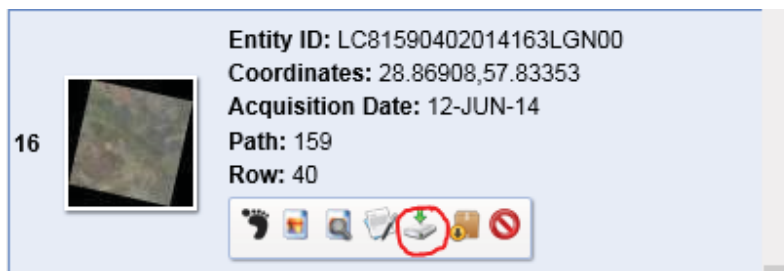 Entity ID: LC81590402014163LGN00
Coordinates: 28.86908,57.83353
Acquisition Date: 12-JUN-14
16
Path: 159
Row: 40